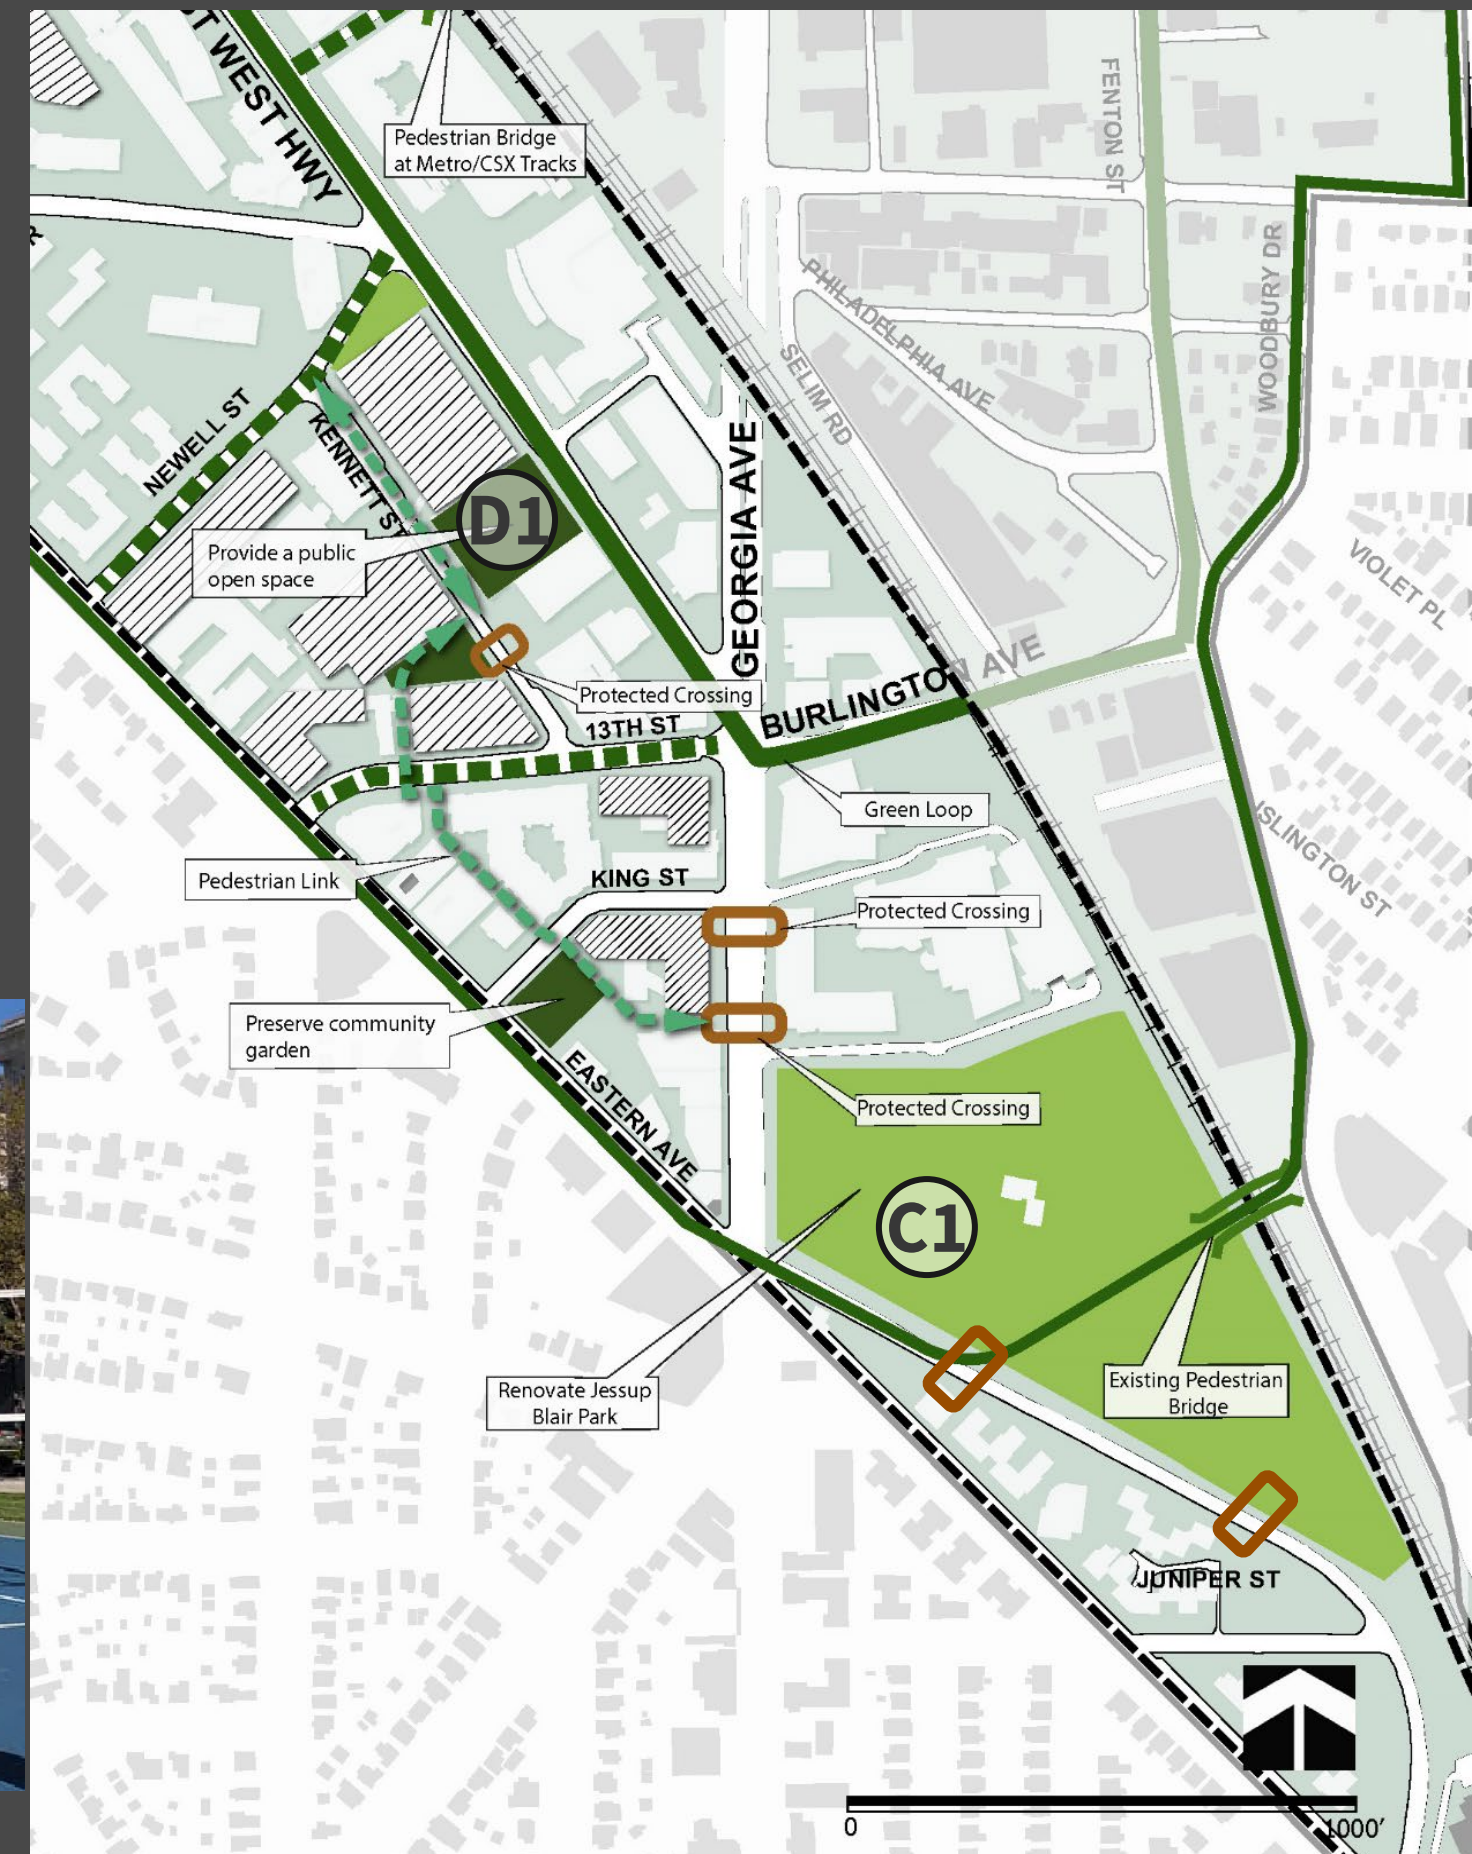 ST WEST HWY
Pedestrian Bridge
at Metro/CSX Tracks
FENTON ST
WOODBURY DR
PHILADELPHIA AVE
SELIM RD
NEWELL ST
KENNETT ST
GEORGIA AVE
D1
Provide a public
open space
VIOLET PL
Protected Crossing
13TH ST
BURLINGTON AVE
Green Loop
ISLINGTON ST
Pedestrian Link
KING ST
Protected Crossing
Preserve community
garden
EASTERN AVE
Protected Crossing
C1
Renovate Jessup
Blair Park
Existing Pedestrian
Bridge
JUNIPER ST
0
1000'